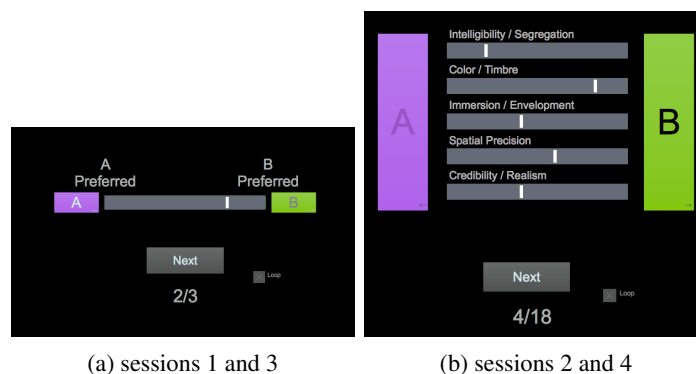 A
Preferred
B
Preferred
A
B
Next
Loop
2/3
(a) sessions 1 and 3
Intelligibility / Segregation
Color / Timbre
Immersion / Envelopment
Spatial Precision
Credibility / Realism
A
B
←
→
Next
Loop
4/18
(b) sessions 2 and 4